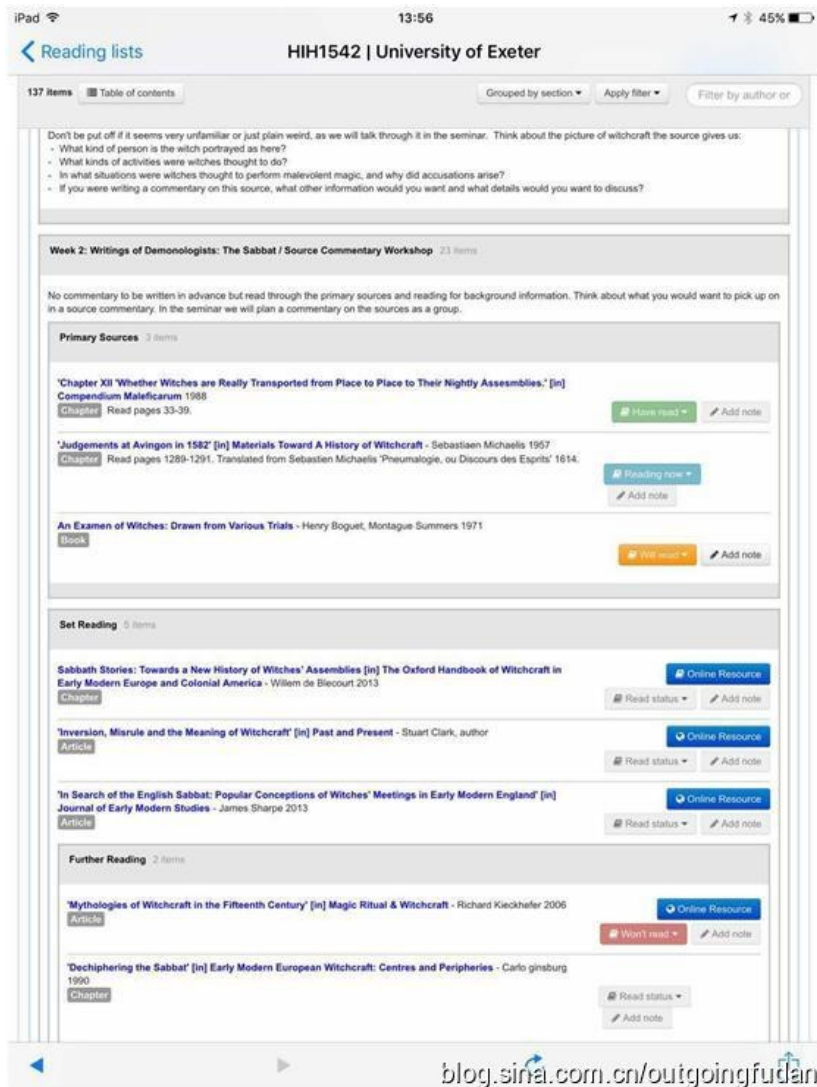 iPad 13:56 45%
Reading lists HIH1542 | University of Exeter
137 items Table of contents Grouped by section Apply filter Filter by author or
Don't be put off if it seems very unfamiliar or just plain weird, as we will talk through it in the seminar. Think about the picture of witchcraft the source gives us:
- What kind of person is the witch portrayed as here?
- What kinds of activities were witches thought to do?
- In what situations were witches thought to perform malevolent magic, and why did accusations arise?
- If you were writing a commentary on this source, what other information would you want and what details would you want to discuss?
Week 2: Writings of Demonologists: The Sabbat / Source Commentary Workshop 23 items
No commentary to be written in advance but read through the primary sources and reading for background information. Think about what you would want to pick up on
in a source commentary. In the seminar we will plan a commentary on the sources as a group.
Primary Sources 3 items
'Chapter XII 'Whether Witches are Really Transported from Place to Place to Their Nightly Assesmblies.' [in]
Compendium Maleficarum 1988
Chapter Read pages 33-39.
Have read Add note
'Judgements at Avingon in 1582' [in] Materials Toward A History of Witchcraft - Sebastiaen Michaelis 1957
Chapter Read pages 1289-1291. Translated from Sebastien Michaelis 'Pneumalogie, ou Discours des Esprits' 1614.
Reading now
Add note
An Examen of Witches: Drawn from Various Trials - Henry Boguet, Montague Summers 1971
Book
Will read Add note
Set Reading 5 items
Sabbath Stories: Towards a New History of Witches' Assemblies [in] The Oxford Handbook of Witchcraft in
Early Modern Europe and Colonial America - Willem de Blecourt 2013
Chapter
Online Resource
Read status Add note
'Inversion, Misrule and the Meaning of Witchcraft' [in] Past and Present - Stuart Clark, author
Article
Online Resource
Read status Add note
'In Search of the English Sabbat: Popular Conceptions of Witches' Meetings in Early Modern England' [in]
Journal of Early Modern Studies - James Sharpe 2013
Article
Online Resource
Read status Add note
Further Reading 2 items
'Mythologies of Witchcraft in the Fifteenth Century' [in] Magic Ritual & Witchcraft - Richard Kieckhefer 2006
Article
Online Resource
Won't read Add note
'Dechiphering the Sabbat' [in] Early Modern European Witchcraft: Centres and Peripheries - Carlo ginsburg
1990
Chapter
Read status
Add note
blog.sina.com.cn/outgoingfudan